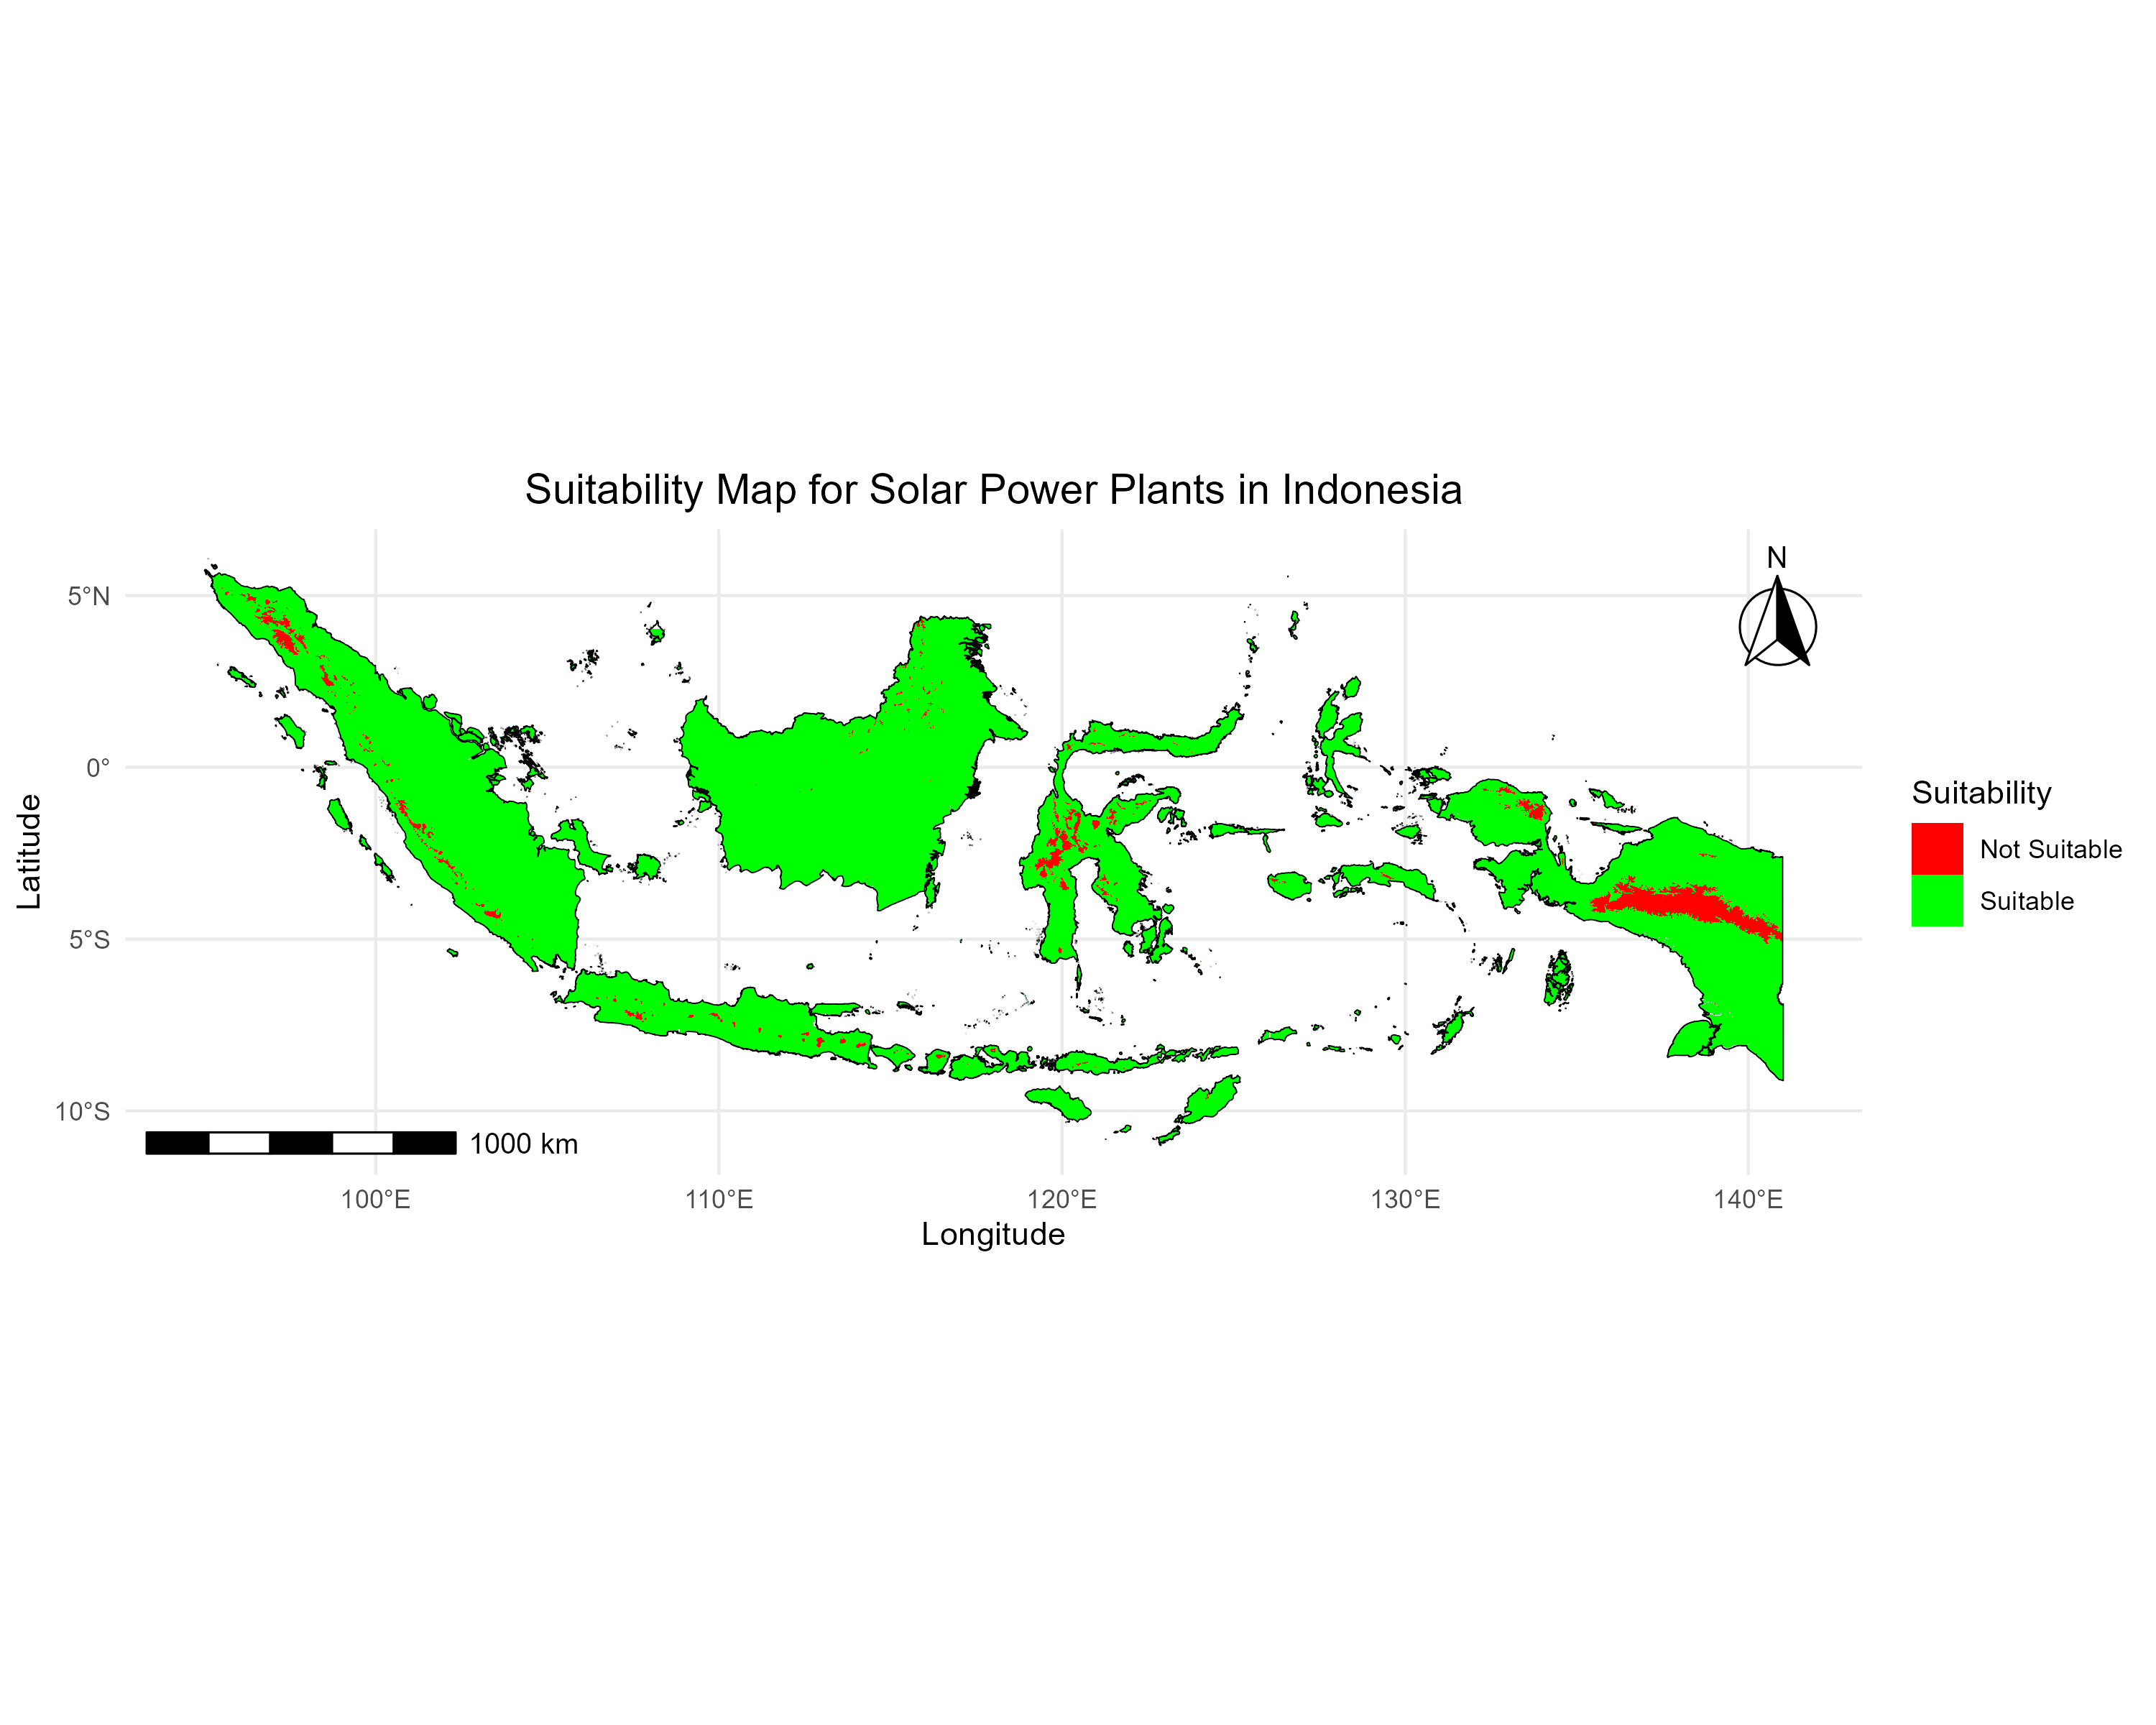 Suitability Map for Solar Power Plants in Indonesia
N
5°N
0°
5°S
10°S
Latitude
1000 km
100°E
110°E
120°E
130°E
140°E
Longitude
Suitability
Not Suitable
Suitable